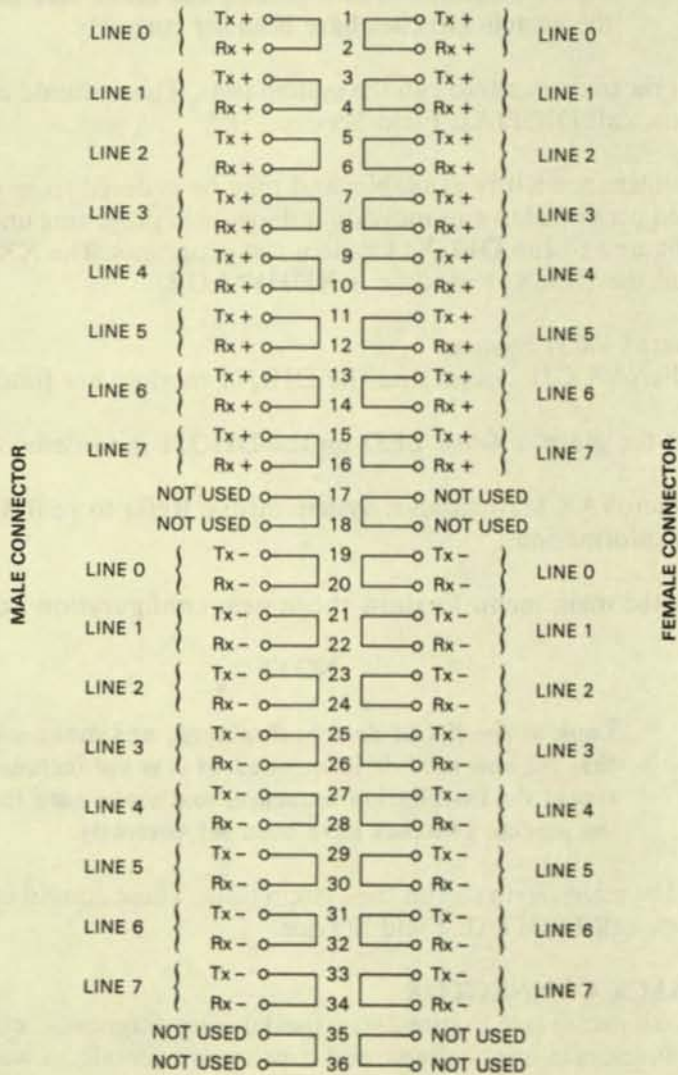 Tx + 1 Tx +
LINE 0 LINE 0
Rx + 2 Rx +
Tx + 3 Tx +
LINE 1 LINE 1
Rx + 4 Rx +
Tx + 5 Tx +
LINE 2 LINE 2
Rx + 6 Rx +
Tx + 7 Tx +
LINE 3 LINE 3
Rx + 8 Rx +
Tx + 9 Tx +
LINE 4 LINE 4
Rx + 10 Rx +
Tx + 11 Tx +
LINE 5 LINE 5
Rx + 12 Rx +
Tx + 13 Tx +
LINE 6 LINE 6
Rx + 14 Rx +
Tx + 15 Tx +
LINE 7 LINE 7
Rx + 16 Rx +
NOT USED 17 NOT USED
NOT USED 18 NOT USED
MALE CONNECTOR
FEMALE CONNECTOR
Tx - 19 Tx -
LINE 0 LINE 0
Rx - 20 Rx -
Tx - 21 Tx -
LINE 1 LINE 1
Rx - 22 Rx -
Tx - 23 Tx -
LINE 2 LINE 2
Rx - 24 Rx -
Tx - 25 Tx -
LINE 3 LINE 3
Rx - 26 Rx -
Tx - 27 Tx -
LINE 4 LINE 4
Rx - 28 Rx -
Tx - 29 Tx -
LINE 5 LINE 5
Rx - 30 Rx -
Tx - 31 Tx -
LINE 6 LINE 6
Rx - 32 Rx -
Tx - 33 Tx -
LINE 7 LINE 7
Rx - 34 Rx -
NOT USED 35 NOT USED
NOT USED 36 NOT USED